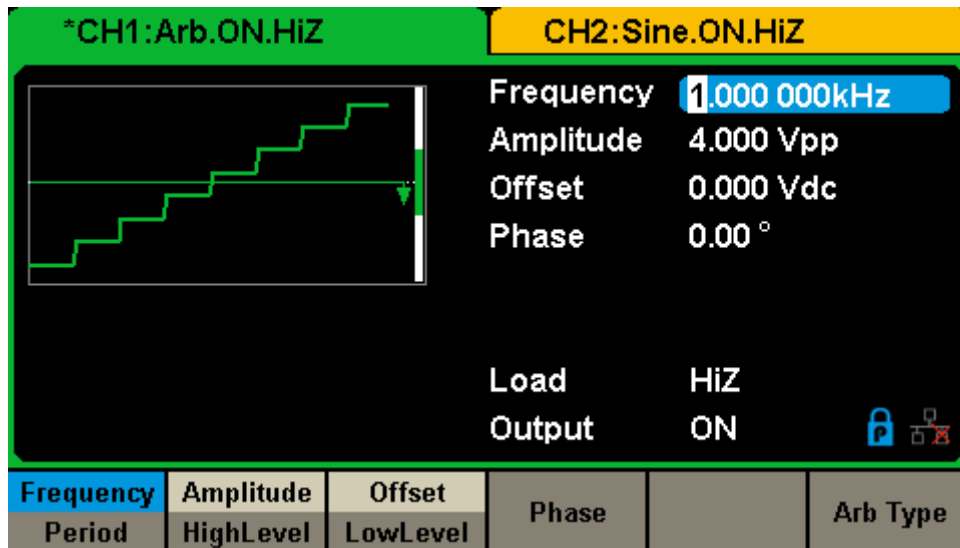 *CH1:Arb.ON.HiZ CH2:Sine.ON.HiZ
Frequency 1.000 000kHz
Amplitude 4.000 Vpp
Offset 0.000 Vdc
Phase 0.00 °
Load HiZ
Output ON P
Frequency Amplitude Offset Phase Arb Type
Period HighLevel LowLevel